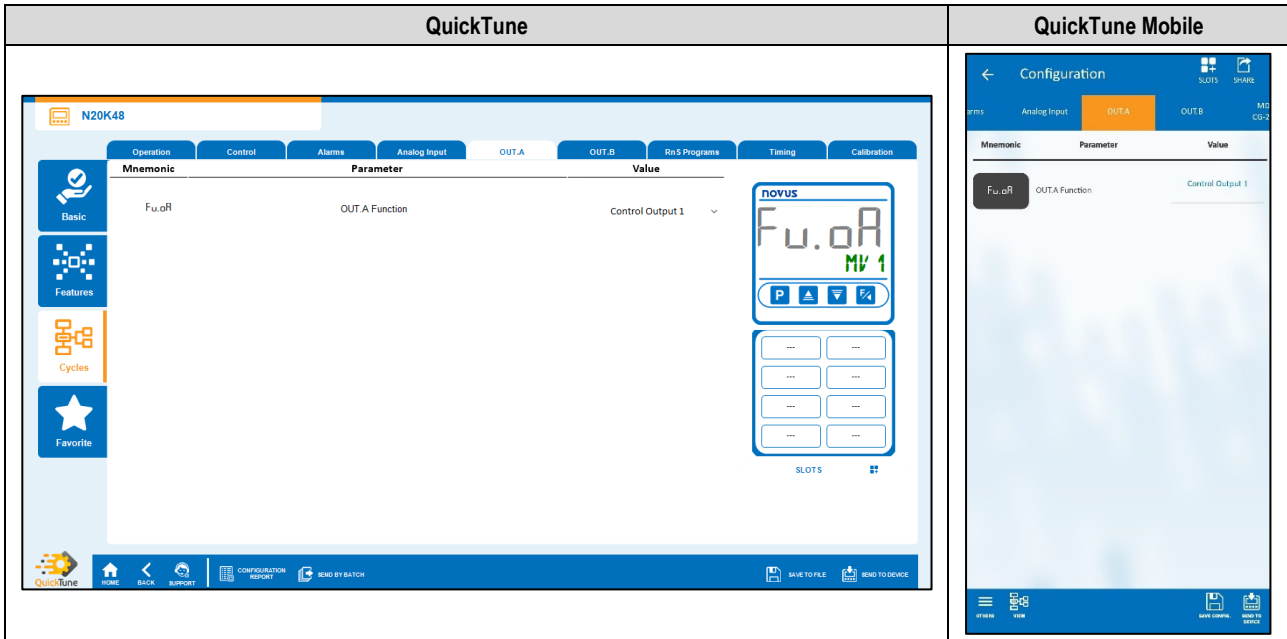 QuickTune
QuickTune Mobile
N20K48
Operation Control Alarms Analog Input OUT.A OUT.B RnS Programs Timing Calibration
Mnemonic Parameter Value
Fu.oA OUT.A Function Control Output 1
Basic
Features
Cycles
Favorite
novus
Fu.oA
MV 1
P F/
--- ---
--- ---
--- ---
--- ---
SLOTS
QuickTune
HOME BACK SUPPORT CONFIGURATION REPORT SEND BY BATCH SAVE TO FILE SEND TO DEVICE
Configuration
SLOTS SHARE
arms Analog Input OUT.A OUT.B
CG-2
Mnemonic Parameter Value
Fu.oA OUT.A Function Control Output 1
OTHERS VIEW SAVE CONFIG. SEND TO
DEVICE